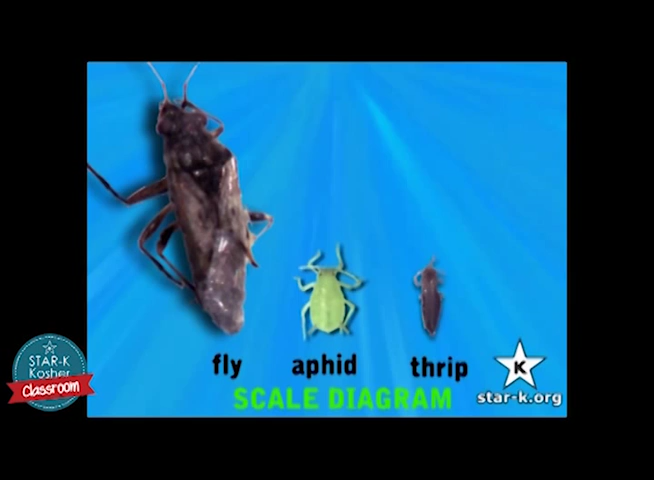 fly aphid thrip
SCALE DIAGRAM
K
star-k.org
STAR-K
Kosher
Classroom